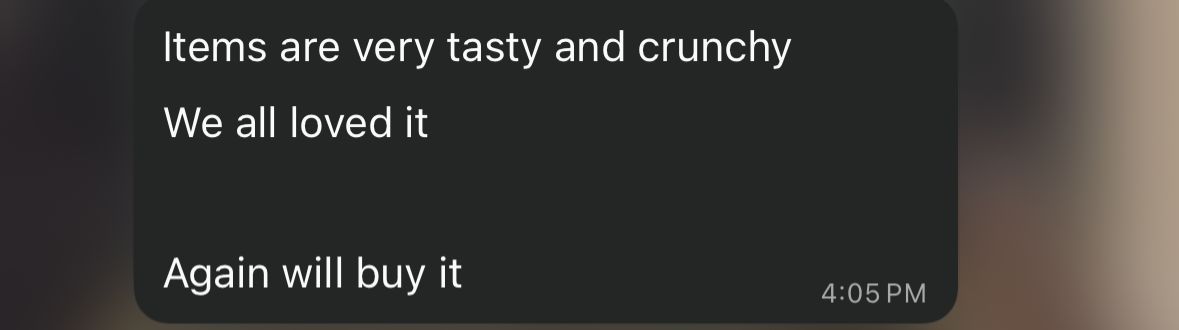 Items are very tasty and crunchy
We all loved it
Again will buy it
4:05 PM